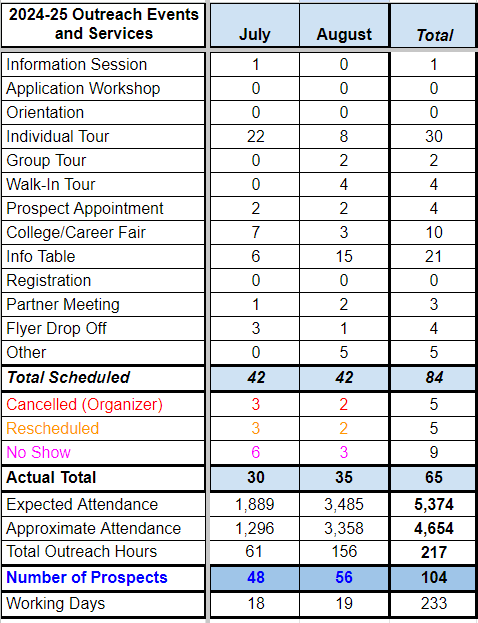 2024-25 Outreach Events
and Services July August Total
Information Session 1 0 1
Application Workshop 0 0 0
Orientation 0 0 0
Individual Tour 22 8 30
Group Tour 0 2 2
Walk-In Tour 0 4 4
Prospect Appointment 2 2 4
College/Career Fair 7 3 10
Info Table 6 15 21
Registration 0 0 0
Partner Meeting 1 2 3
Flyer Drop Off 3 1 4
Other 0 5 5
Total Scheduled 42 42 84
Cancelled (Organizer) 3 2 5
Rescheduled 3 2 5
No Show 6 3 9
Actual Total 30 35 65
Expected Attendance 1,889 3,485 5,374
Approximate Attendance 1,296 3,358 4,654
Total Outreach Hours 61 156 217
Number of Prospects 48 56 104
Working Days 18 19 233